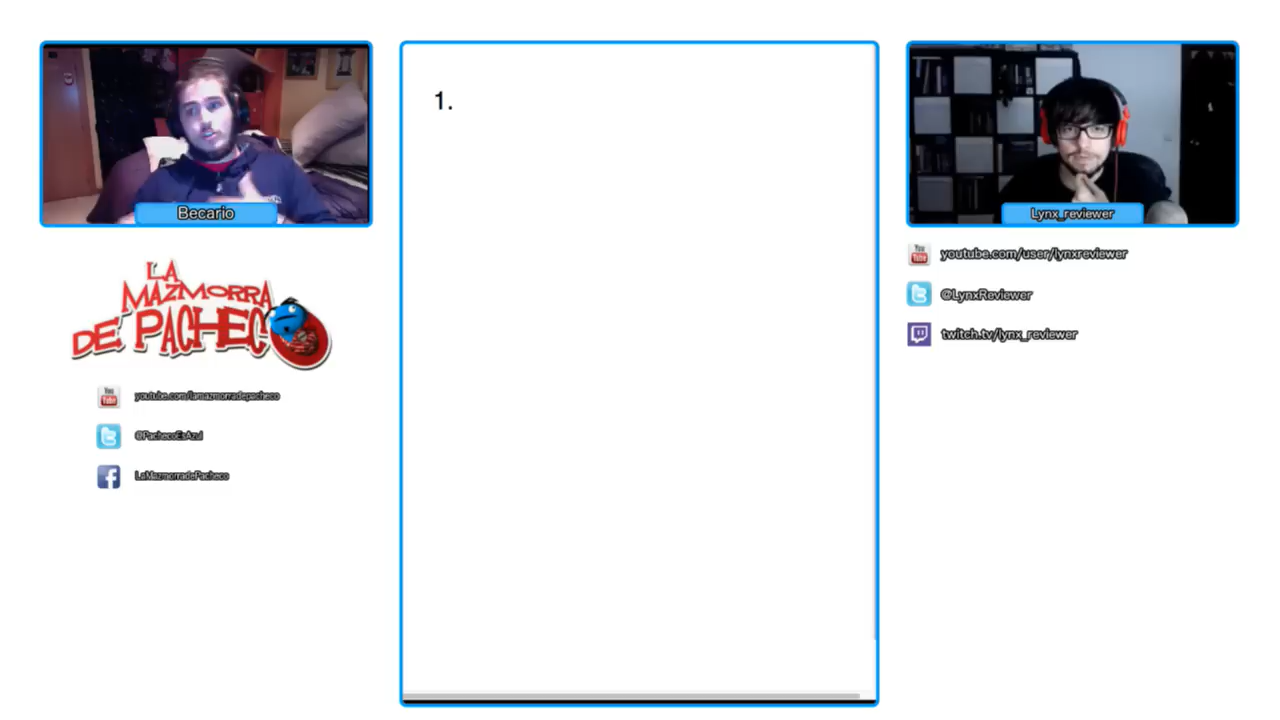 Becario
LA
MAZMORRA
DE PACHECO
youtube.com/lamazmorradepacheco
@PachecoEsAzul
LaMazmorradePacheco
1.
Lynx_reviewer
youtube.com/user/lynxreviewer
@LynxReviewer
twitch.tv/lynx_reviewer